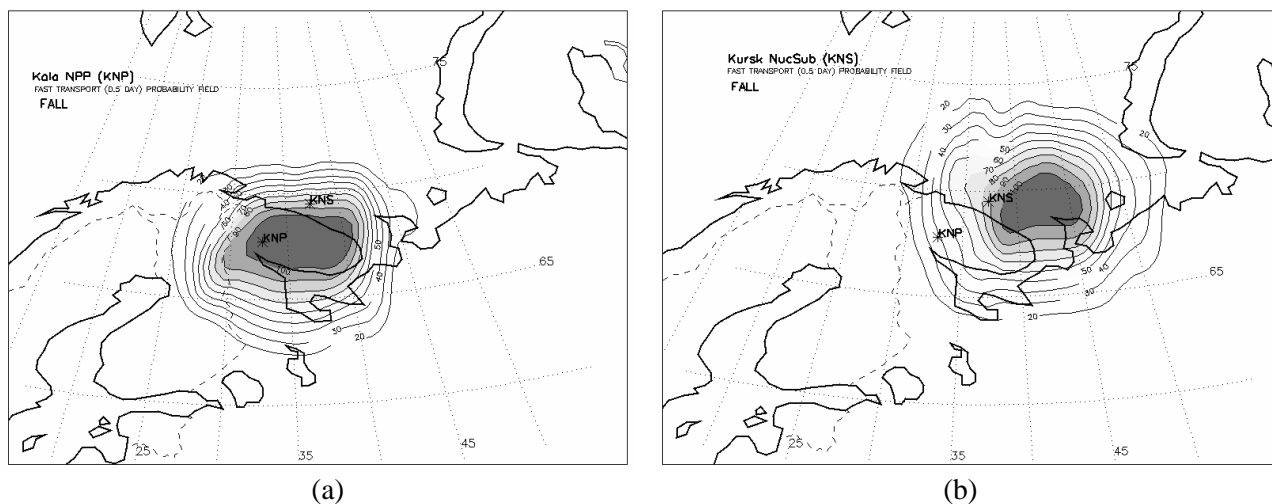 Kola NPP (KNP)
FAST TRANSPORT (0.5 DAY) PROBABILITY FIELD
FALL
75
KNS
KNP
90
100
50
40
30
20
65
25
35
45
(a)
Kursk NucSub (KNS)
FAST TRANSPORT (0.5 DAY) PROBABILITY FIELD
FALL
75
20
30
40
50
60
70
80
90
100
20
KNS
KNP
65
50
40
30
20
25
35
45
(b)